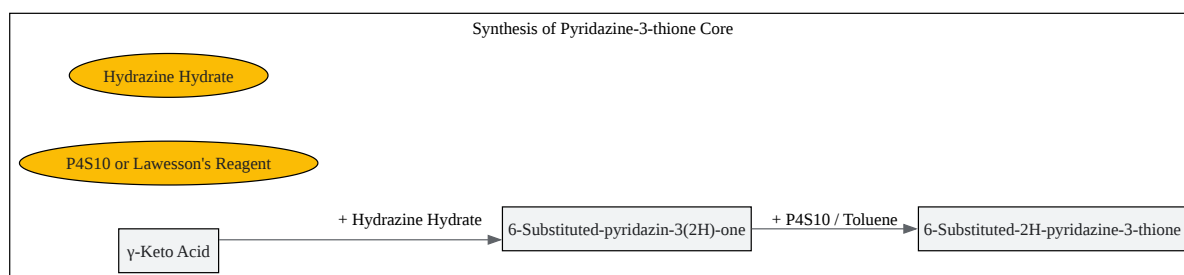 Synthesis of Pyridazine-3-thione Core
Hydrazine Hydrate
P4S10 or Lawesson's Reagent
+ Hydrazine Hydrate
+ P4S10 / Toluene
γ-Keto Acid
6-Substituted-pyridazin-3(2H)-one
6-Substituted-2H-pyridazine-3-thione